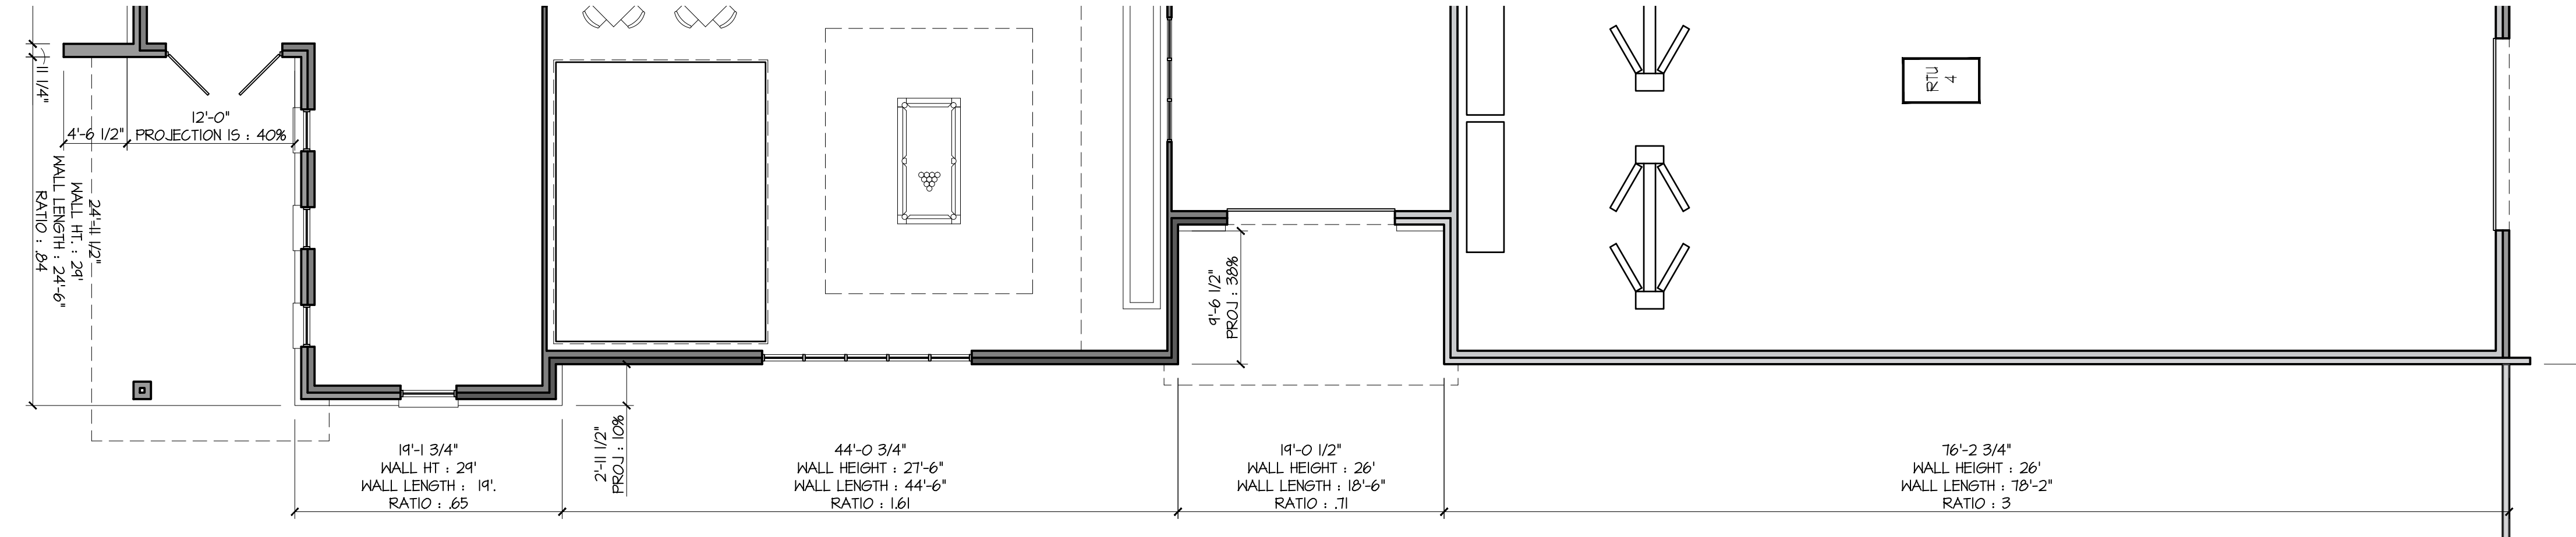 11 1/4"
4'-6 1/2"
12'-0"
PROJECTION IS : 40%
24'-11 1/2"
WALL HT. : 29'
WALL LENGTH : 24'-6"
RATIO : .84
RTU
4
9'-6 1/2"
PROJ : 38%
2'-11 1/2"
PROJ : 10%
19'-1 3/4"
WALL HT : 29'
WALL LENGTH : 19'.
RATIO : .65
44'-0 3/4"
WALL HEIGHT : 27'-6"
WALL LENGTH : 44'-6"
RATIO : 1.61
19'-0 1/2"
WALL HEIGHT : 26'
WALL LENGTH : 18'-6"
RATIO : .71
76'-2 3/4"
WALL HEIGHT : 26'
WALL LENGTH : 78'-2"
RATIO : 3